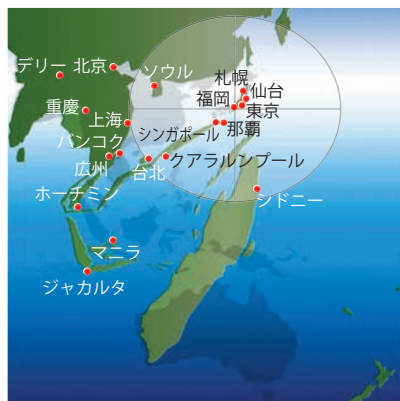 デリー
北京
ソウル
札幌
仙台
福岡
東京
重慶
上海
シンガポール
那覇
バンコク
クアラルンプール
広州
台北
ホーチミン
シドニー
マニラ
ジャカルタ